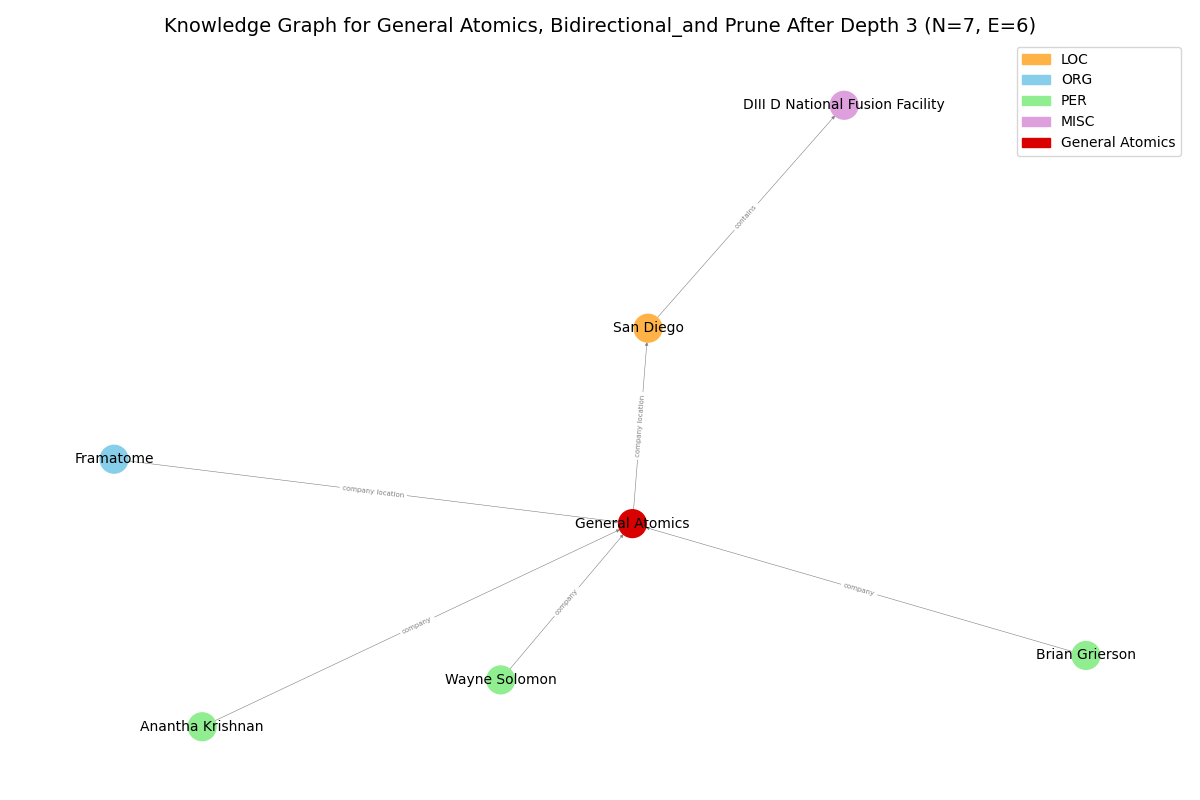 Knowledge Graph for General Atomics, Bidirectional_and Prune After Depth 3 (N=7, E=6)
LOC
ORG
PER
MISC
General Atomics
DIII D National Fusion Facility
contains
San Diego
company location
Framatome
company location
General Atomics
company
company
company
Brian Grierson
Wayne Solomon
Anantha Krishnan